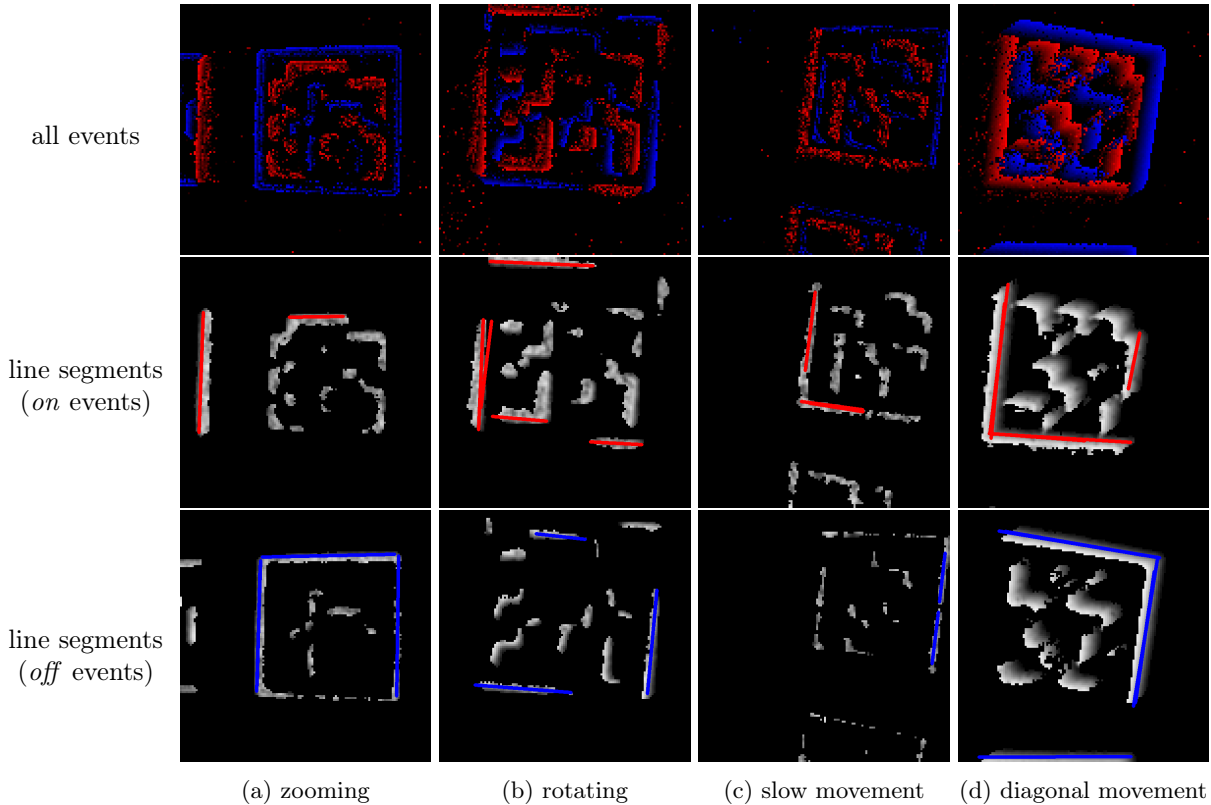 all events
line segments
(on events)
line segments
(off events)
(a) zooming
(b) rotating
(c) slow movement
(d) diagonal movement